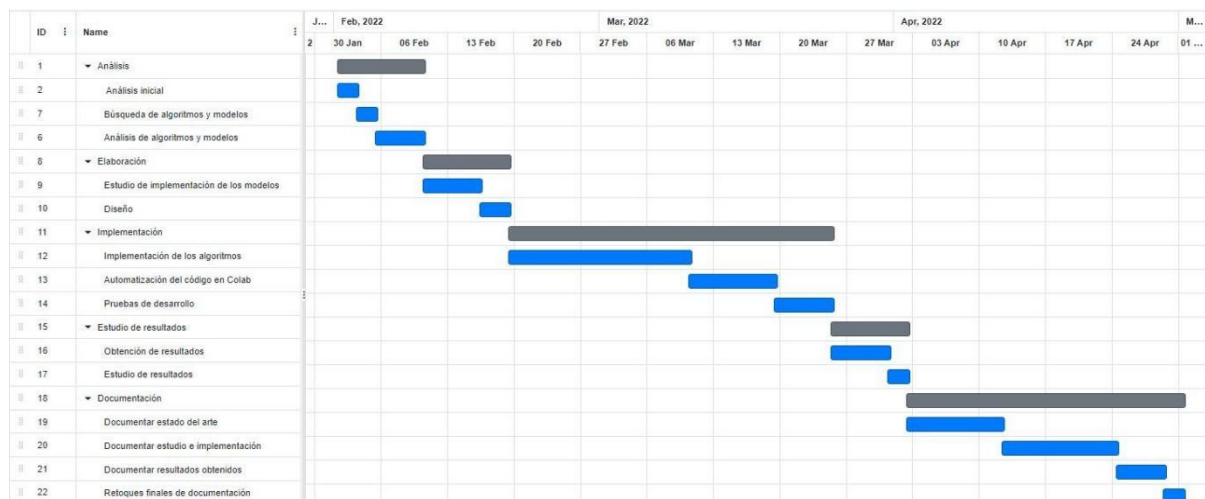 J... Feb, 2022 Mar, 2022 Apr, 2022 M...
ID Name 2 30 Jan 06 Feb 13 Feb 20 Feb 27 Feb 06 Mar 13 Mar 20 Mar 27 Mar 03 Apr 10 Apr 17 Apr 24 Apr 01 ...
1 Análisis
2 Análisis inicial
7 Búsqueda de algoritmos y modelos
6 Análisis de algoritmos y modelos
8 Elaboración
9 Estudio de implementación de los modelos
10 Diseño
11 Implementación
12 Implementación de los algoritmos
13 Automatización del código en Colab
14 Pruebas de desarrollo
15 Estudio de resultados
16 Obtención de resultados
17 Estudio de resultados
18 Documentación
19 Documentar estado del arte
20 Documentar estudio e implementación
21 Documentar resultados obtenidos
22 Retoques finales de documentación